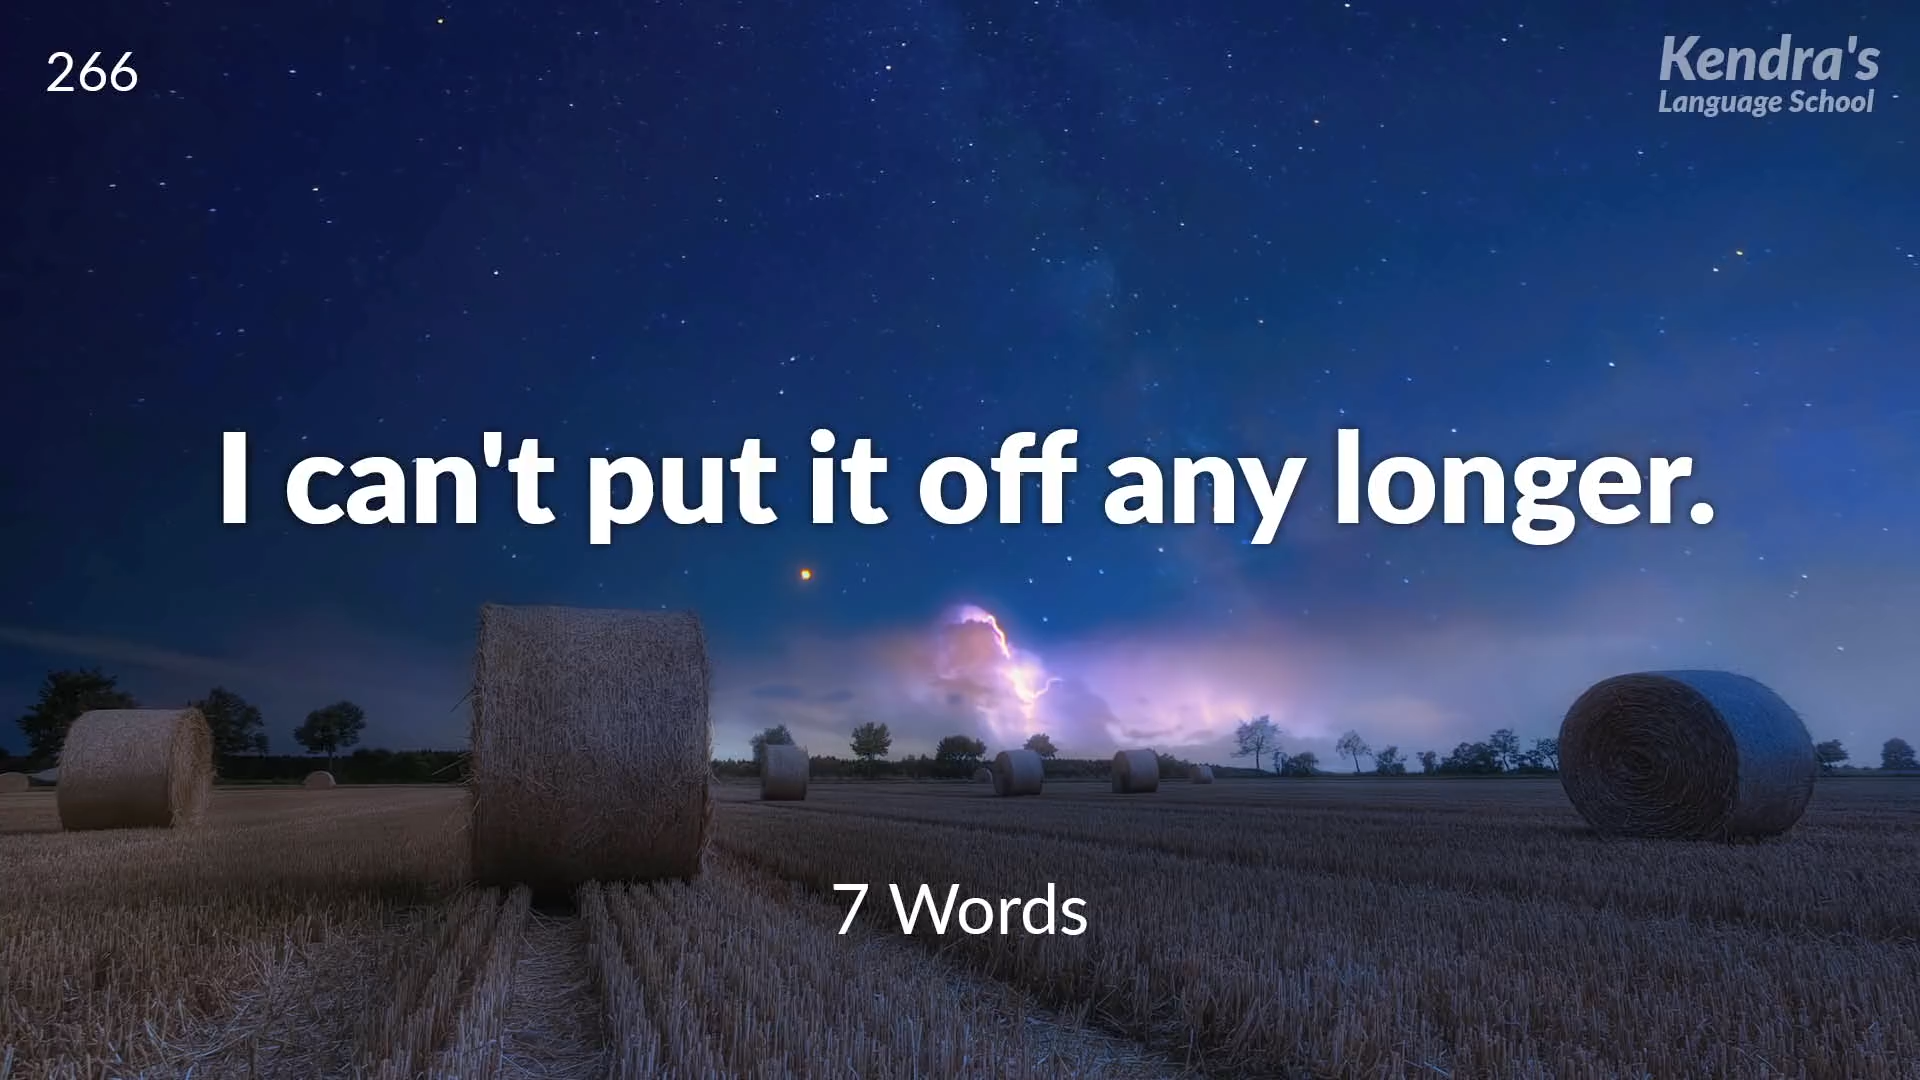 266
Kendra's
Language School
I can't put it off any longer.
7 Words